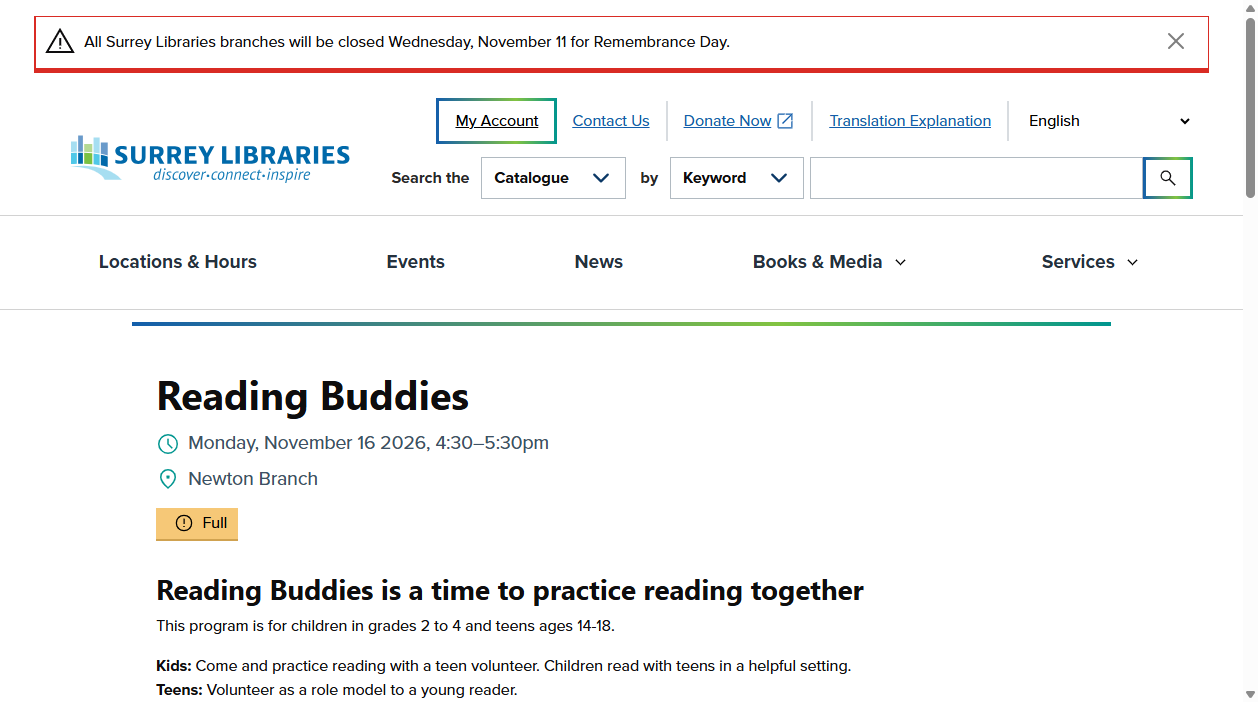 All Surrey Libraries branches will be closed Wednesday, November 11 for Remembrance Day.
My Account
Contact Us
Donate Now
Translation Explanation
English
SURREY LIBRARIES
discover•connect•inspire
Search the
Catalogue
by
Keyword
Locations & Hours
Events
News
Books & Media
Services
Reading Buddies
Monday, November 16 2026, 4:30–5:30pm
Newton Branch
Full
Reading Buddies is a time to practice reading together
This program is for children in grades 2 to 4 and teens ages 14-18.
Kids: Come and practice reading with a teen volunteer. Children read with teens in a helpful setting.
Teens: Volunteer as a role model to a young reader.